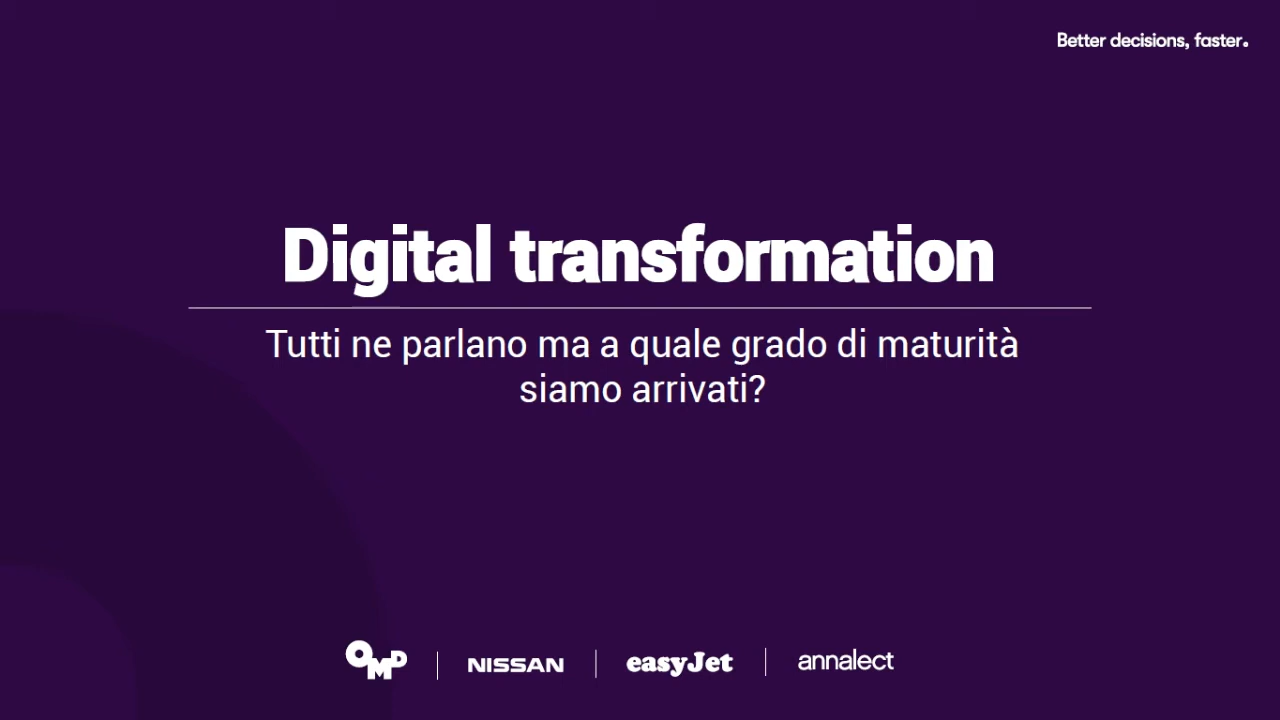 Better decisions, faster.
Digital transformation
Tutti ne parlano ma a quale grado di maturità
siamo arrivati?
OMD | NISSAN | easyJet | annalect